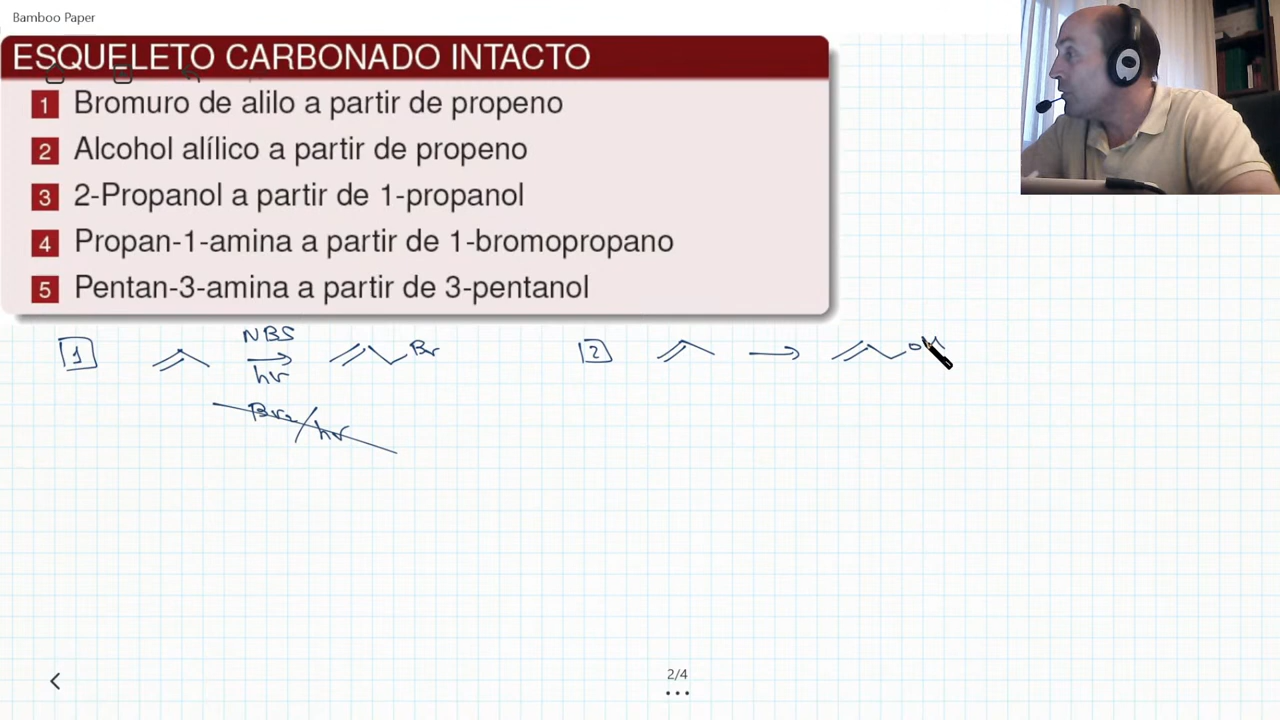 Bamboo Paper
ESQUELETO CARBONADO INTACTO
1 Bromuro de alilo a partir de propeno
2 Alcohol alílico a partir de propeno
3 2-Propanol a partir de 1-propanol
4 Propan-1-amina a partir de 1-bromopropano
5 Pentan-3-amina a partir de 3-pentanol
1 NBS hν Br
2 OH
Br₂/hν
2/4